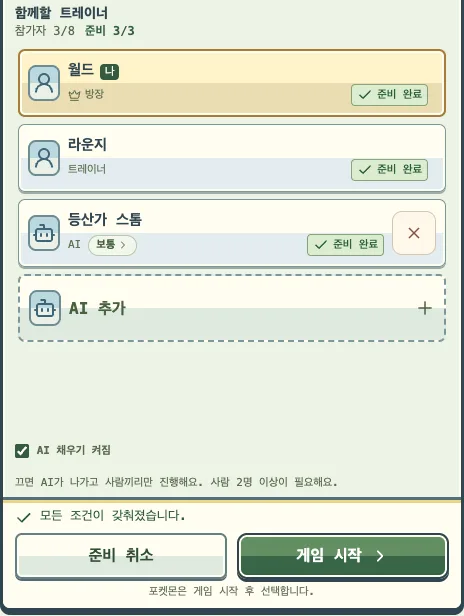 함께할 트레이너
참가자 3/8 준비 3/3
월드 나
방장
준비 완료
라운지
트레이너
준비 완료
등산가 스톰
AI 보통 >
준비 완료
AI 추가
AI 채우기 켜짐
끄면 AI가 나가고 사람끼리만 진행해요. 사람 2명 이상이 필요해요.
모든 조건이 갖춰졌습니다.
준비 취소
게임 시작 >
포켓몬은 게임 시작 후 선택합니다.